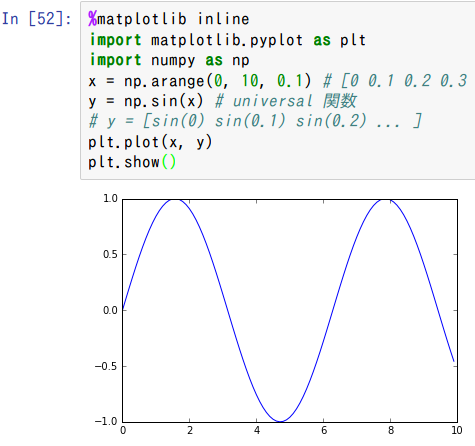 In [52]: %matplotlib inline
import matplotlib.pyplot as plt
import numpy as np
x = np.arange(0, 10, 0.1) # [0 0.1 0.2 0.3
y = np.sin(x) # universal 関数
# y = [sin(0) sin(0.1) sin(0.2) ... ]
plt.plot(x, y)
plt.show()
1.0
0.5
0.0
−0.5
−1.0
0 2 4 6 8 10